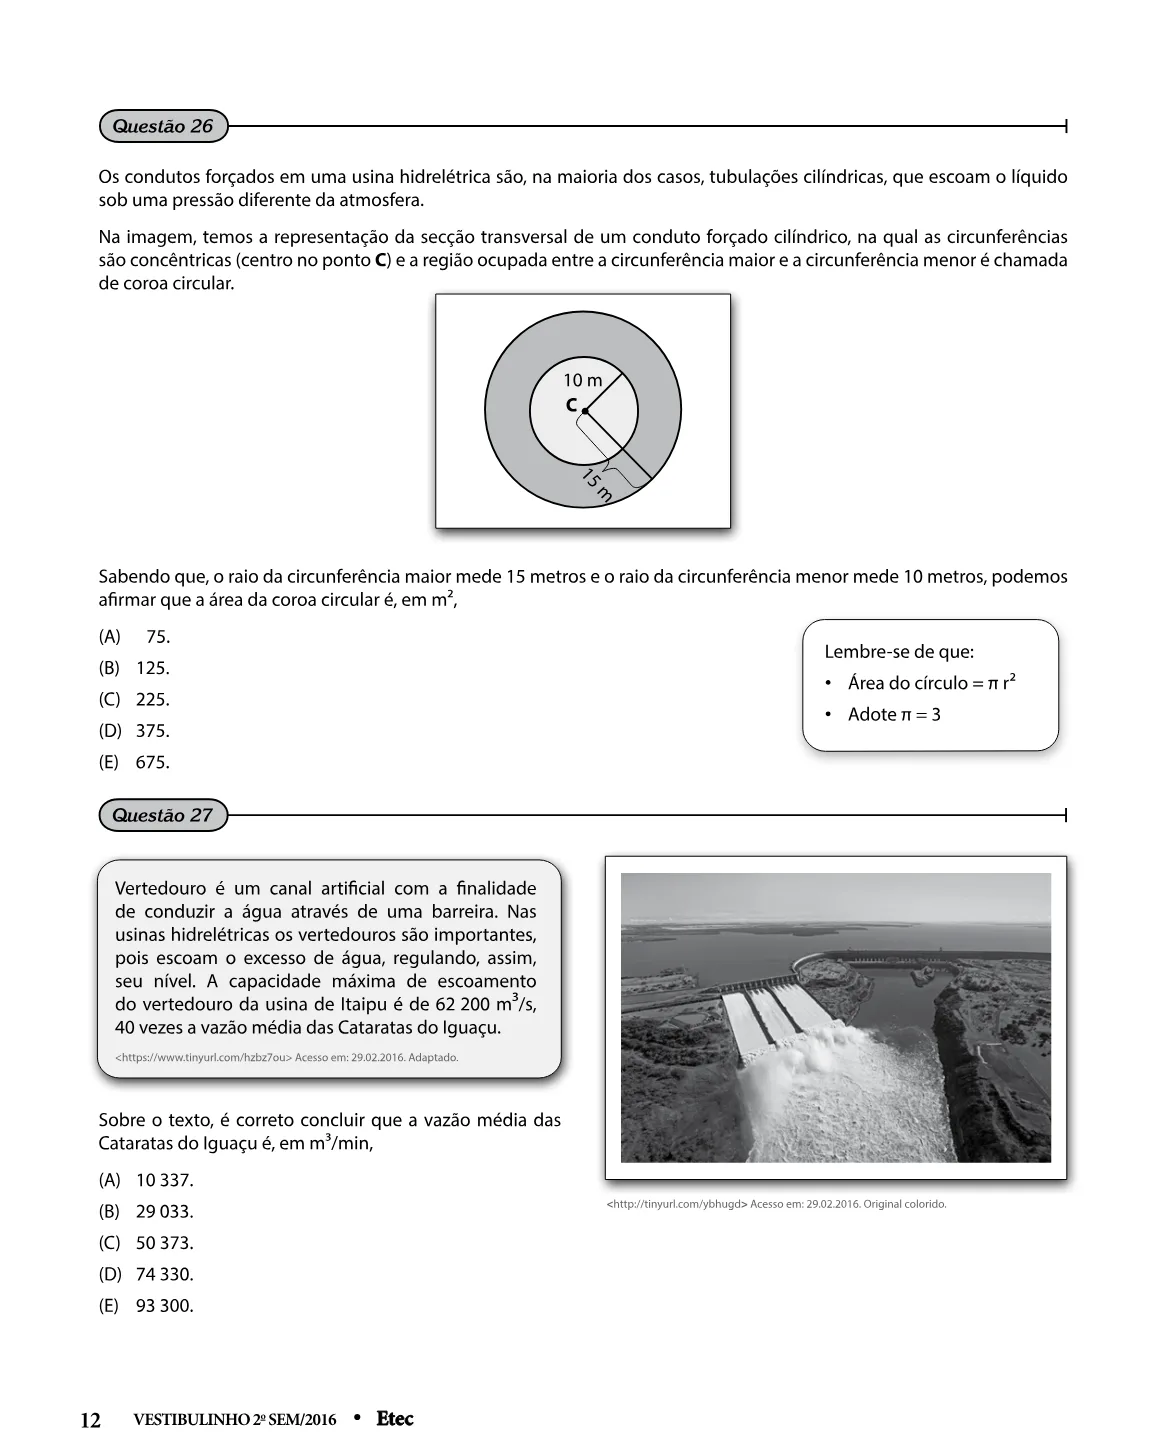 Questão 26
Os condutos forçados em uma usina hidrelétrica são, na maioria dos casos, tubulações cilíndricas, que escoam o líquido
sob uma pressão diferente da atmosfera.
Na imagem, temos a representação da secção transversal de um conduto forçado cilíndrico, na qual as circunferências
são concêntricas (centro no ponto C) e a região ocupada entre a circunferência maior e a circunferência menor é chamada
de coroa circular.
10 m
C
15 m
Sabendo que, o raio da circunferência maior mede 15 metros e o raio da circunferência menor mede 10 metros, podemos
afirmar que a área da coroa circular é, em m²,
(A) 75.
(B) 125.
(C) 225.
(D) 375.
(E) 675.
Lembre-se de que:
• Área do círculo = π r²
• Adote π = 3
Questão 27
Vertedouro é um canal artificial com a finalidade
de conduzir a água através de uma barreira. Nas
usinas hidrelétricas os vertedouros são importantes,
pois escoam o excesso de água, regulando, assim,
seu nível. A capacidade máxima de escoamento
do vertedouro da usina de Itaipu é de 62 200 m³/s,
40 vezes a vazão média das Cataratas do Iguaçu.
<https://www.tinyurl.com/hzbz7ou> Acesso em: 29.02.2016. Adaptado.
Sobre o texto, é correto concluir que a vazão média das
Cataratas do Iguaçu é, em m³/min,
(A) 10 337.
(B) 29 033.
(C) 50 373.
(D) 74 330.
(E) 93 300.
<http://tinyurl.com/ybhugd> Acesso em: 29.02.2016. Original colorido.
12 VESTIBULINHO 2º SEM/2016 • Etec